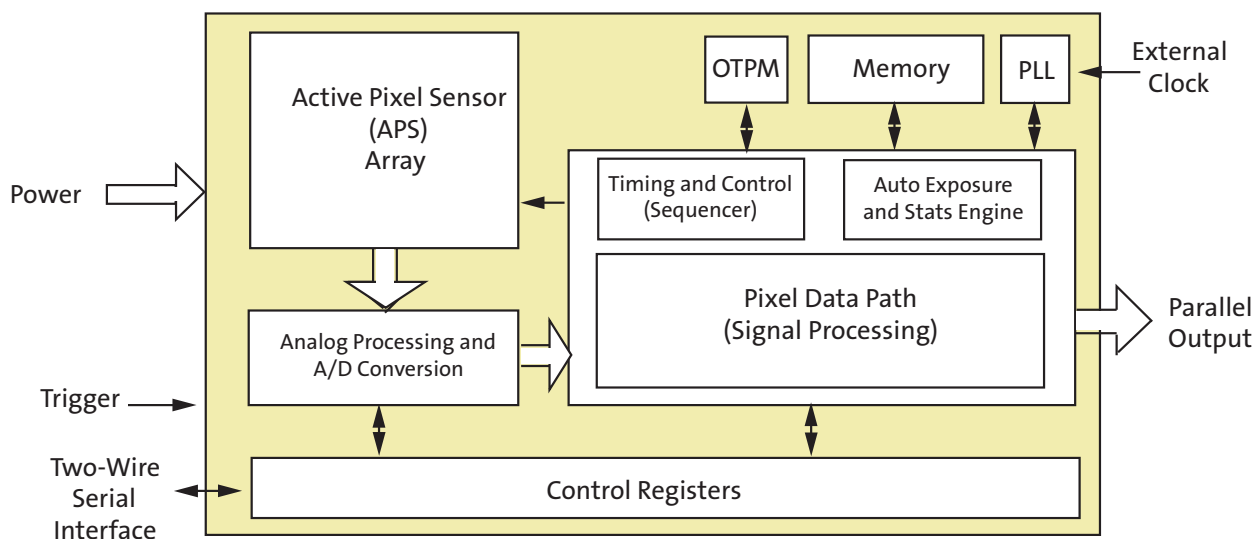 Active Pixel Sensor
(APS)
Array
OTPM
Memory
PLL
External
Clock
Power
Timing and Control
(Sequencer)
Auto Exposure
and Stats Engine
Pixel Data Path
(Signal Processing)
Parallel
Output
Analog Processing and
A/D Conversion
Trigger
Two-Wire
Serial
Interface
Control Registers